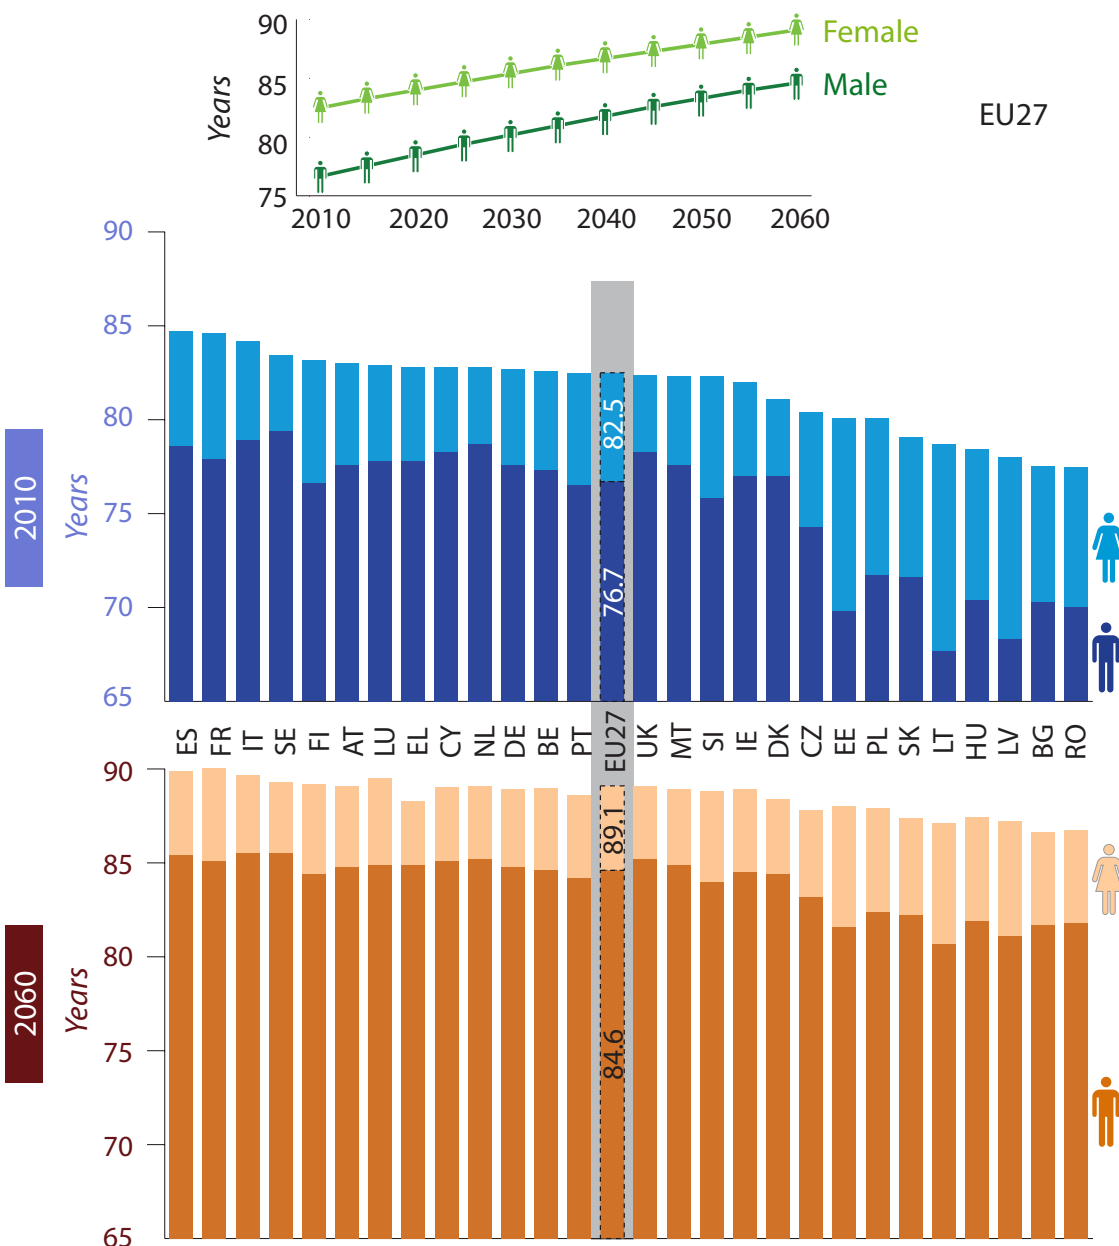 90
85
80
75
Years
Female
Male
EU27
2010 2020 2030 2040 2050 2060
90
85
80
75
70
65
Years
2010
82.5
76.7
ES FR IT SE FI AT LU EL CY NL DE BE PT EU27 UK MT SI IE DK CZ EE PL SK LT HU LV BG RO
90
85
80
75
70
65
Years
2060
89.1
84.6